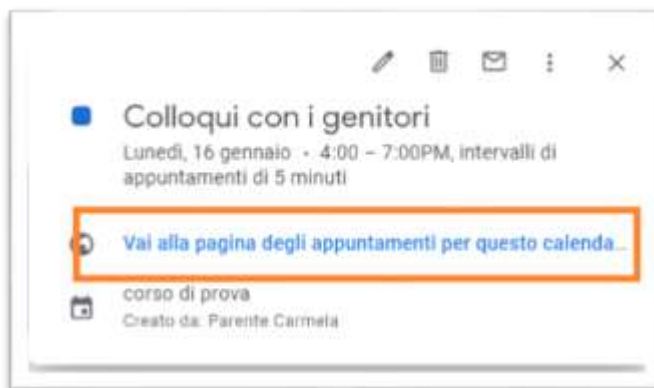 Colloqui con i genitori
Lunedì, 16 gennaio • 4:00 – 7:00PM, intervalli di
appuntamenti di 5 minuti
Vai alla pagina degli appuntamenti per questo calenda...
corso di prova
Creato da: Parente Carmela